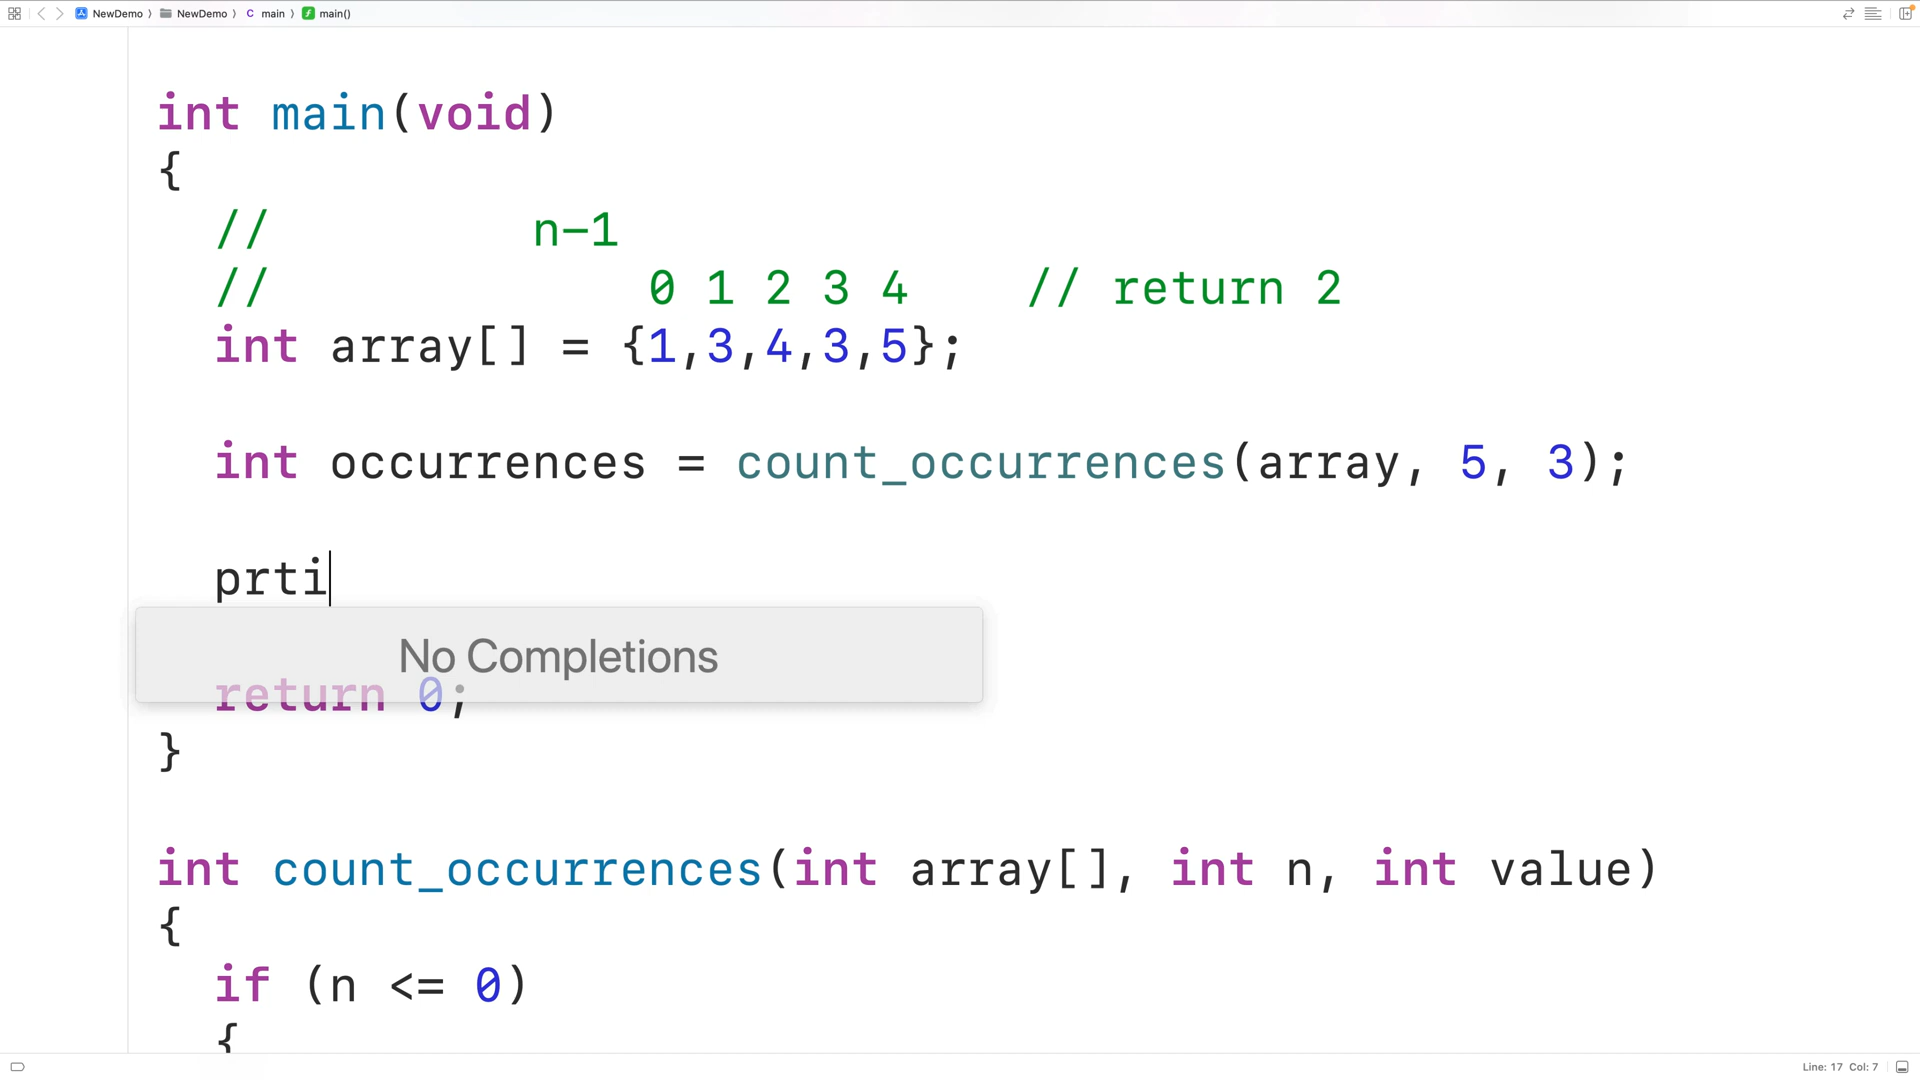 NewDemo NewDemo C main f main()
int main(void)
{
// n-1
// 0 1 2 3 4 // return 2
int array[] = {1,3,4,3,5};
int occurrences = count_occurrences(array, 5, 3);
prti
No Completions
return 0;
}
int count_occurrences(int array[], int n, int value)
{
if (n <= 0)
{
Line: 17 Col: 7